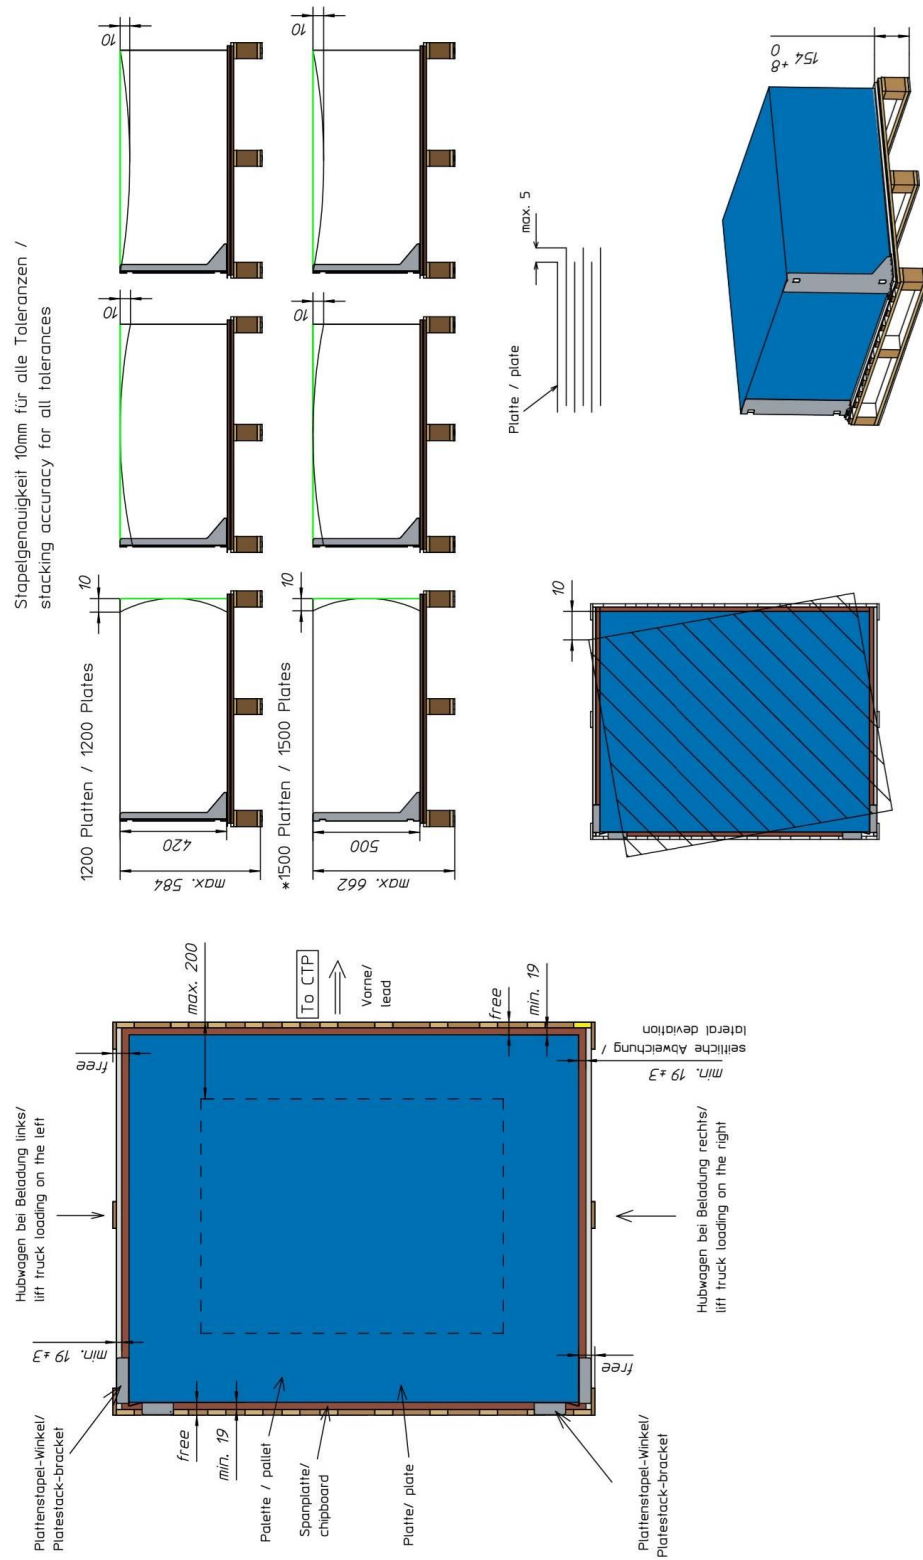 Stapelgenauigkeit 10mm für alle Toleranzen /
stacking accuracy for all tolerances
1200 Platten / 1200 Plates
10
10
10
420
max. 584
*1500 Platten / 1500 Plates
10
10
10
500
max. 662
Platte / plate
max. 5
10
154 +8
0
Hubwagen bei Beladung links/
lift truck loading on the left
Plattenstapel-Winkel/
Platestack-bracket
min. 19 ±3
free
max. 200
To CTP
Vorne/
lead
free
min. 19
seitliche Abweichung /
lateral deviation
min. 19 ±3
free
min. 19
Palette / pallet
Spanplatte/
chipboard
Platte/ plate
free
Plattenstapel-Winkel/
Platestack-bracket
Hubwagen bei Beladung rechts/
lift truck loading on the right